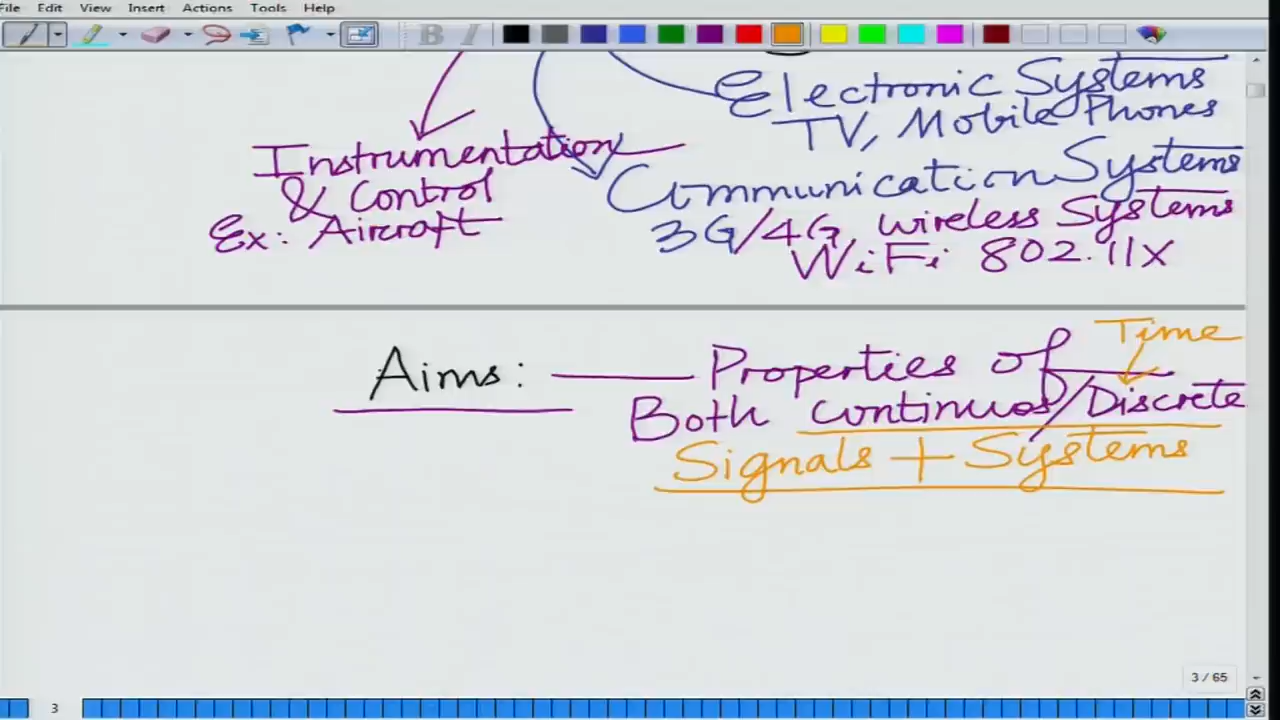 File Edit View Insert Actions Tools Help
B I
Electronic Systems
TV, Mobile Phones
Instrumentation
& Control
Ex: Aircraft
Communication Systems
3G/4G wireless Systems
WiFi 802.11X
Time
Aims: Properties of
Both continuos/Discrete
Signals + Systems
3 / 65
3